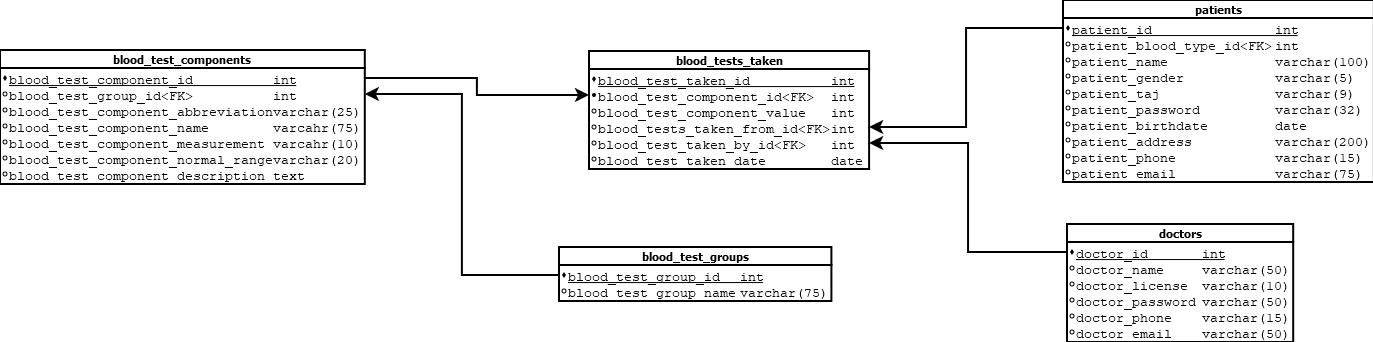 patients
patient_id int
patient_blood_type_id<FK> int
patient_name varchar(100)
patient_gender varchar(5)
patient_taj varchar(9)
patient_password varchar(32)
patient_birthdate date
patient_address varchar(200)
patient_phone varchar(15)
patient_email varchar(75)
blood_test_components
blood_test_component_id int
blood_test_group_id<FK> int
blood_test_component_abbreviation varchar(25)
blood_test_component_name varcahr(75)
blood_test_component_measurement varcahr(10)
blood_test_component_normal_range varchar(20)
blood_test_component_description text
blood_tests_taken
blood_test_taken_id int
blood_test_component_id<FK> int
blood_test_component_value int
blood_tests_taken_from_id<FK> int
blood_test_taken_by_id<FK> int
blood_test_taken_date date
blood_test_groups
blood_test_group_id int
blood_test_group_name varchar(75)
doctors
doctor_id int
doctor_name varchar(50)
doctor_license varchar(10)
doctor_password varchar(50)
doctor_phone varchar(15)
doctor_email varchar(50)